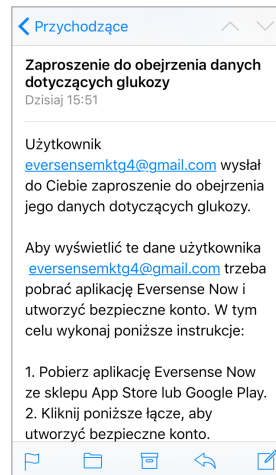 Przychodzące
Zaproszenie do obejrzenia danych
dotyczących glukozy
Dzisiaj 15:51
Użytkownik
eversensemktg4@gmail.com wysłał
do Ciebie zaproszenie do obejrzenia
jego danych dotyczących glukozy.
Aby wyświetlić te dane użytkownika
eversensemktg4@gmail.com trzeba
pobrać aplikację Eversense Now i
utworzyć bezpieczne konto. W tym
celu wykonaj poniższe instrukcje:
1. Pobierz aplikację Eversense Now
ze sklepu App Store lub Google Play.
2. Kliknij poniższe łącze, aby
utworzyć bezpieczne konto.